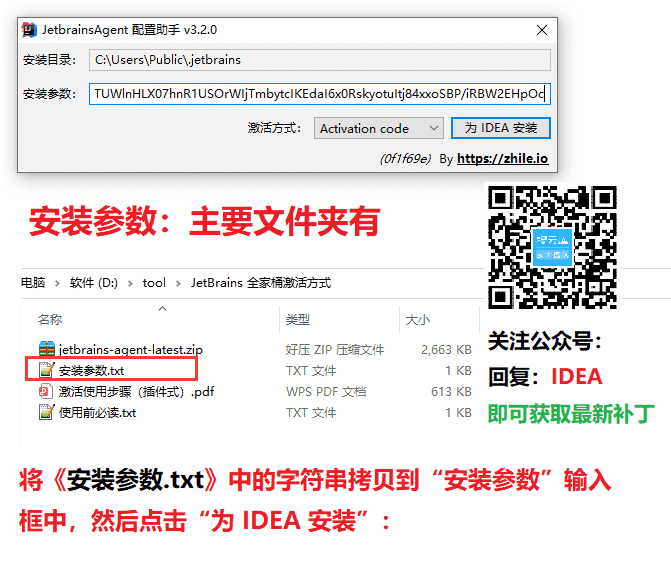 JetbrainsAgent 配置助手 v3.2.0
安装目录: C:\Users\Public\.jetbrains
安装参数: TUWlnHLX07hnR1USOrWIjTmbytcIKEdaI6x0RskyotuItj84xxoSBP/iRBW2EHpOc
激活方式: Activation code 为 IDEA 安装
(0f1f69e) By https://zhile.io
安装参数：主要文件夹有
电脑 > 软件 (D:) > tool > JetBrains 全家桶激活方式
名称 类型 大小
jetbrains-agent-latest.zip 好压 ZIP 压缩文件 2,663 KB
安装参数.txt TXT 文件 1 KB
激活使用步骤（插件式）.pdf WPS PDF 文档 613 KB
使用前必读.txt TXT 文件 1 KB
关注公众号：
回复：IDEA
即可获取最新补丁
将《安装参数.txt》中的字符串拷贝到“安装参数”输入
框中，然后点击“为 IDEA 安装”：